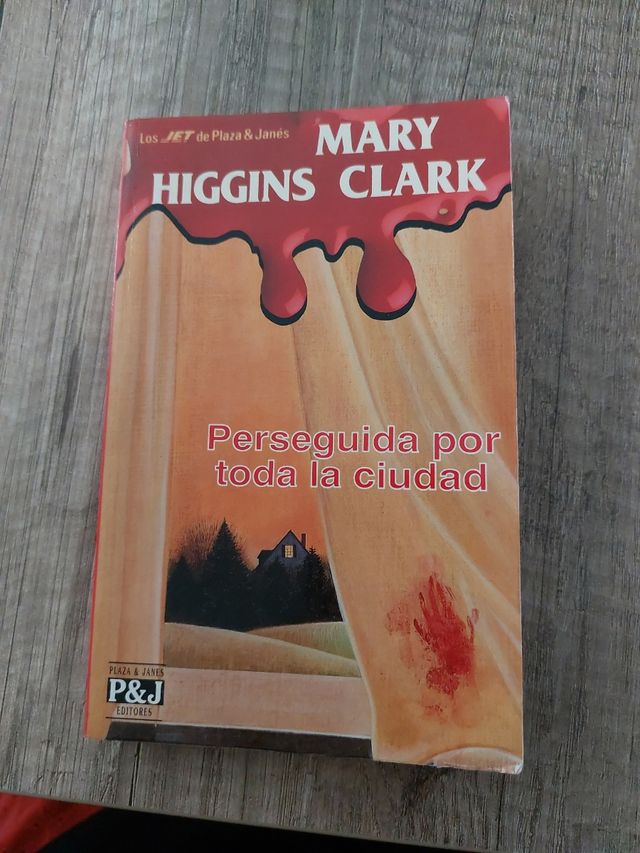 Los JET de Plaza & Janés
MARY
HIGGINS CLARK
Perseguida por
toda la ciudad
PLAZA & JANES
P&J
EDITORES